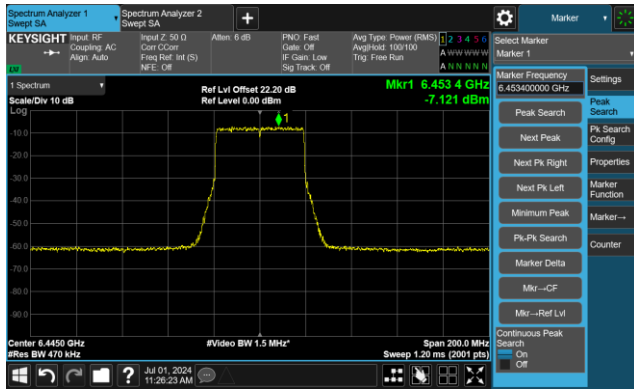 Spectrum Analyzer 1
Swept SA
Spectrum Analyzer 2
Swept SA
+
Marker
KEYSIGHT
Input: RF
Coupling: AC
Align: Auto
Input Z: 50 Ω
Corr CCorr
Freq Ref: Int (S)
NFE: Off
Atten: 6 dB
PNO: Fast
Gate: Off
IF Gain: Low
Sig Track: Off
Avg Type: Power (RMS)
Avg|Hold: 100/100
Trig: Free Run
1 2 3 4 5 6
A W W W W W
A N N N N N
Select Marker
Marker 1
1 Spectrum
Scale/Div 10 dB
Log
Ref Lvl Offset 22.20 dB
Ref Level 0.00 dBm
Mkr1 6.453 4 GHz
-7.121 dBm
1
-10.0
-20.0
-30.0
-40.0
-50.0
-60.0
-70.0
-80.0
-90.0
Center 6.4450 GHz
#Res BW 470 kHz
#Video BW 1.5 MHz*
Span 200.0 MHz
Sweep 1.20 ms (2001 pts)
Marker Frequency
6.453400000 GHz
Peak Search
Next Peak
Next Pk Right
Next Pk Left
Minimum Peak
Pk-Pk Search
Marker Delta
Mkr→CF
Mkr→Ref Lvl
Continuous Peak
Search
On
Off
Settings
Peak
Search
Pk Search
Config
Properties
Marker
Function
Marker→
Counter
?
Jul 01, 2024
11:26:23 AM